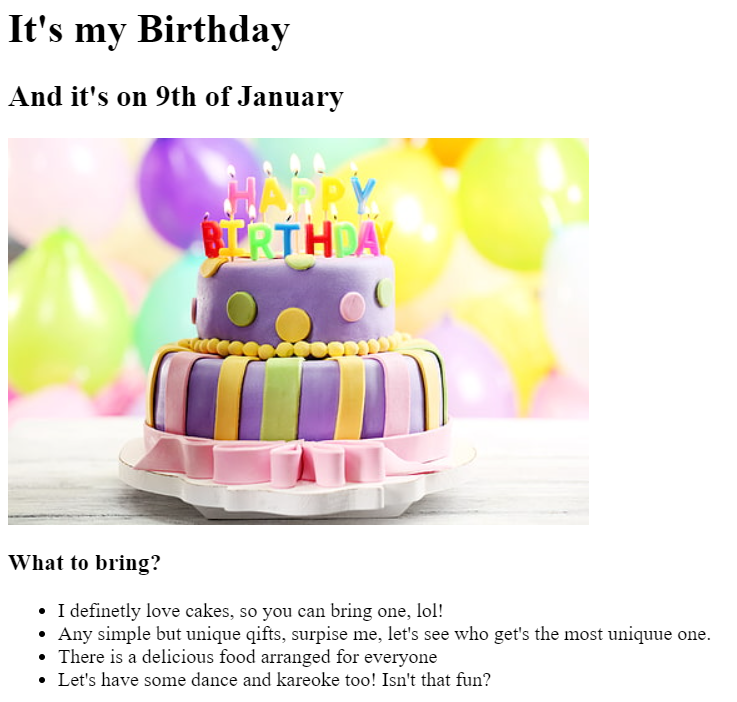 It's my Birthday
And it's on 9th of January
HAPPY
BIRTHDAY
What to bring?
I definetly love cakes, so you can bring one, lol!
Any simple but unique qifts, surpise me, let's see who get's the most uniquue one.
There is a delicious food arranged for everyone
Let's have some dance and kareoke too! Isn't that fun?